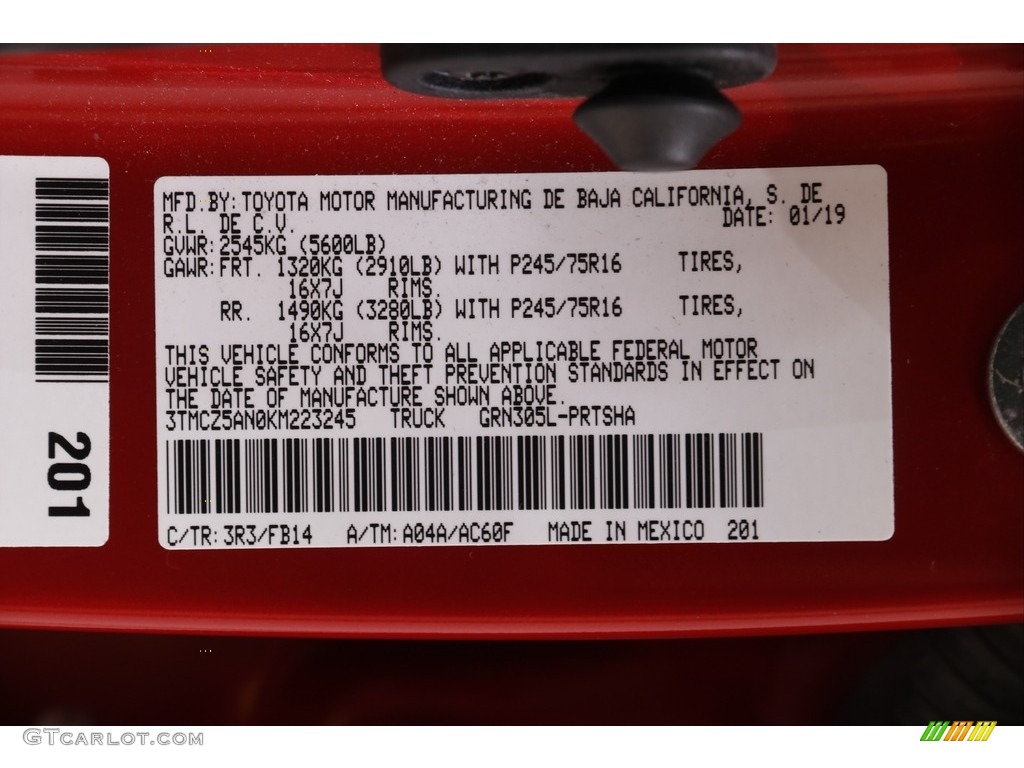 MFD.BY:TOYOTA MOTOR MANUFACTURING DE BAJA CALIFORNIA, S. DE
R.L. DE C.V. DATE: 01/19
GVWR:2545KG (5600LB)
GAWR:FRT. 1320KG (2910LB) WITH P245/75R16 TIRES,
16X7J RIMS.
RR. 1490KG (3280LB) WITH P245/75R16 TIRES,
16X7J RIMS.
THIS VEHICLE CONFORMS TO ALL APPLICABLE FEDERAL MOTOR
VEHICLE SAFETY AND THEFT PREVENTION STANDARDS IN EFFECT ON
THE DATE OF MANUFACTURE SHOWN ABOVE.
3TMCZ5AN0KM223245 TRUCK GRN305L-PRTSHA
C/TR:3R3/FB14 A/TM:A04A/AC60F MADE IN MEXICO 201
201
GTCARLOT.COM